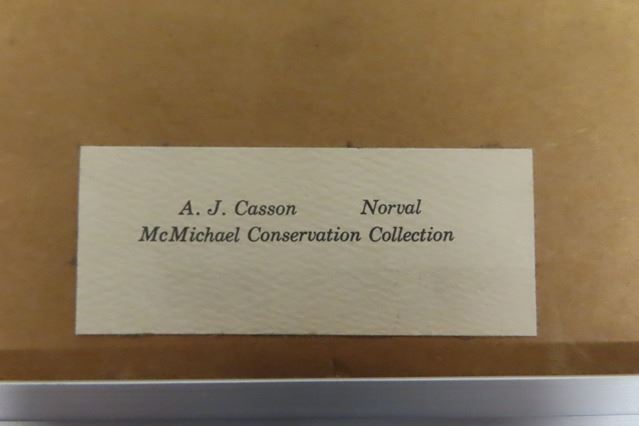 A. J. Casson Norval
McMichael Conservation Collection